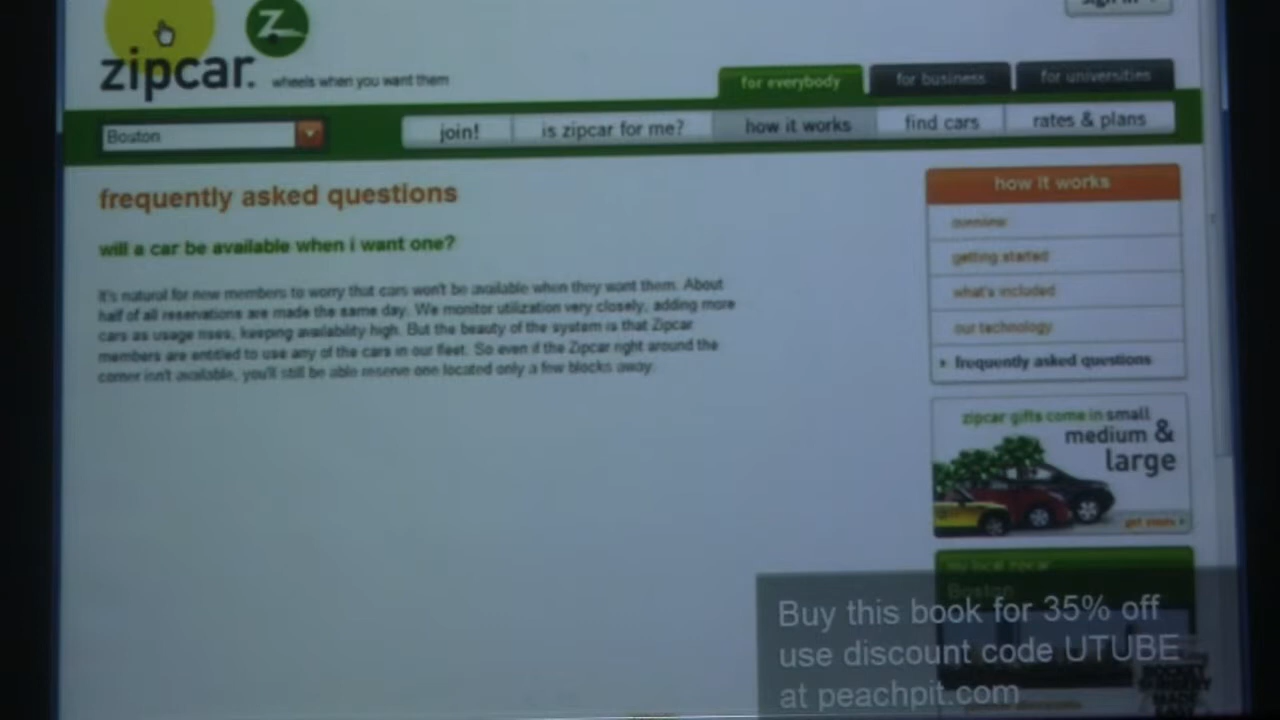 sign in
zipcar. wheels when you want them
for everybody
for business
for universities
Boston
join!
is zipcar for me?
how it works
find cars
rates & plans
frequently asked questions
will a car be available when i want one?
It's natural for new members to worry that cars won't be available when they want them. About
half of all reservations are made the same day. We monitor utilization very closely, adding more
cars as usage rises, keeping availability high. But the beauty of the system is that Zipcar
members are entitled to use any of the cars in our fleet. So even if the Zipcar right around the
corner isn't available, you'll still be able reserve one located only a few blocks away.
how it works
overview
getting started
what's included
our technology
frequently asked questions
zipcar gifts come in small
medium &
large
my local zipcar
Boston
Buy this book for 35% off
use discount code UTUBE
at peachpit.com